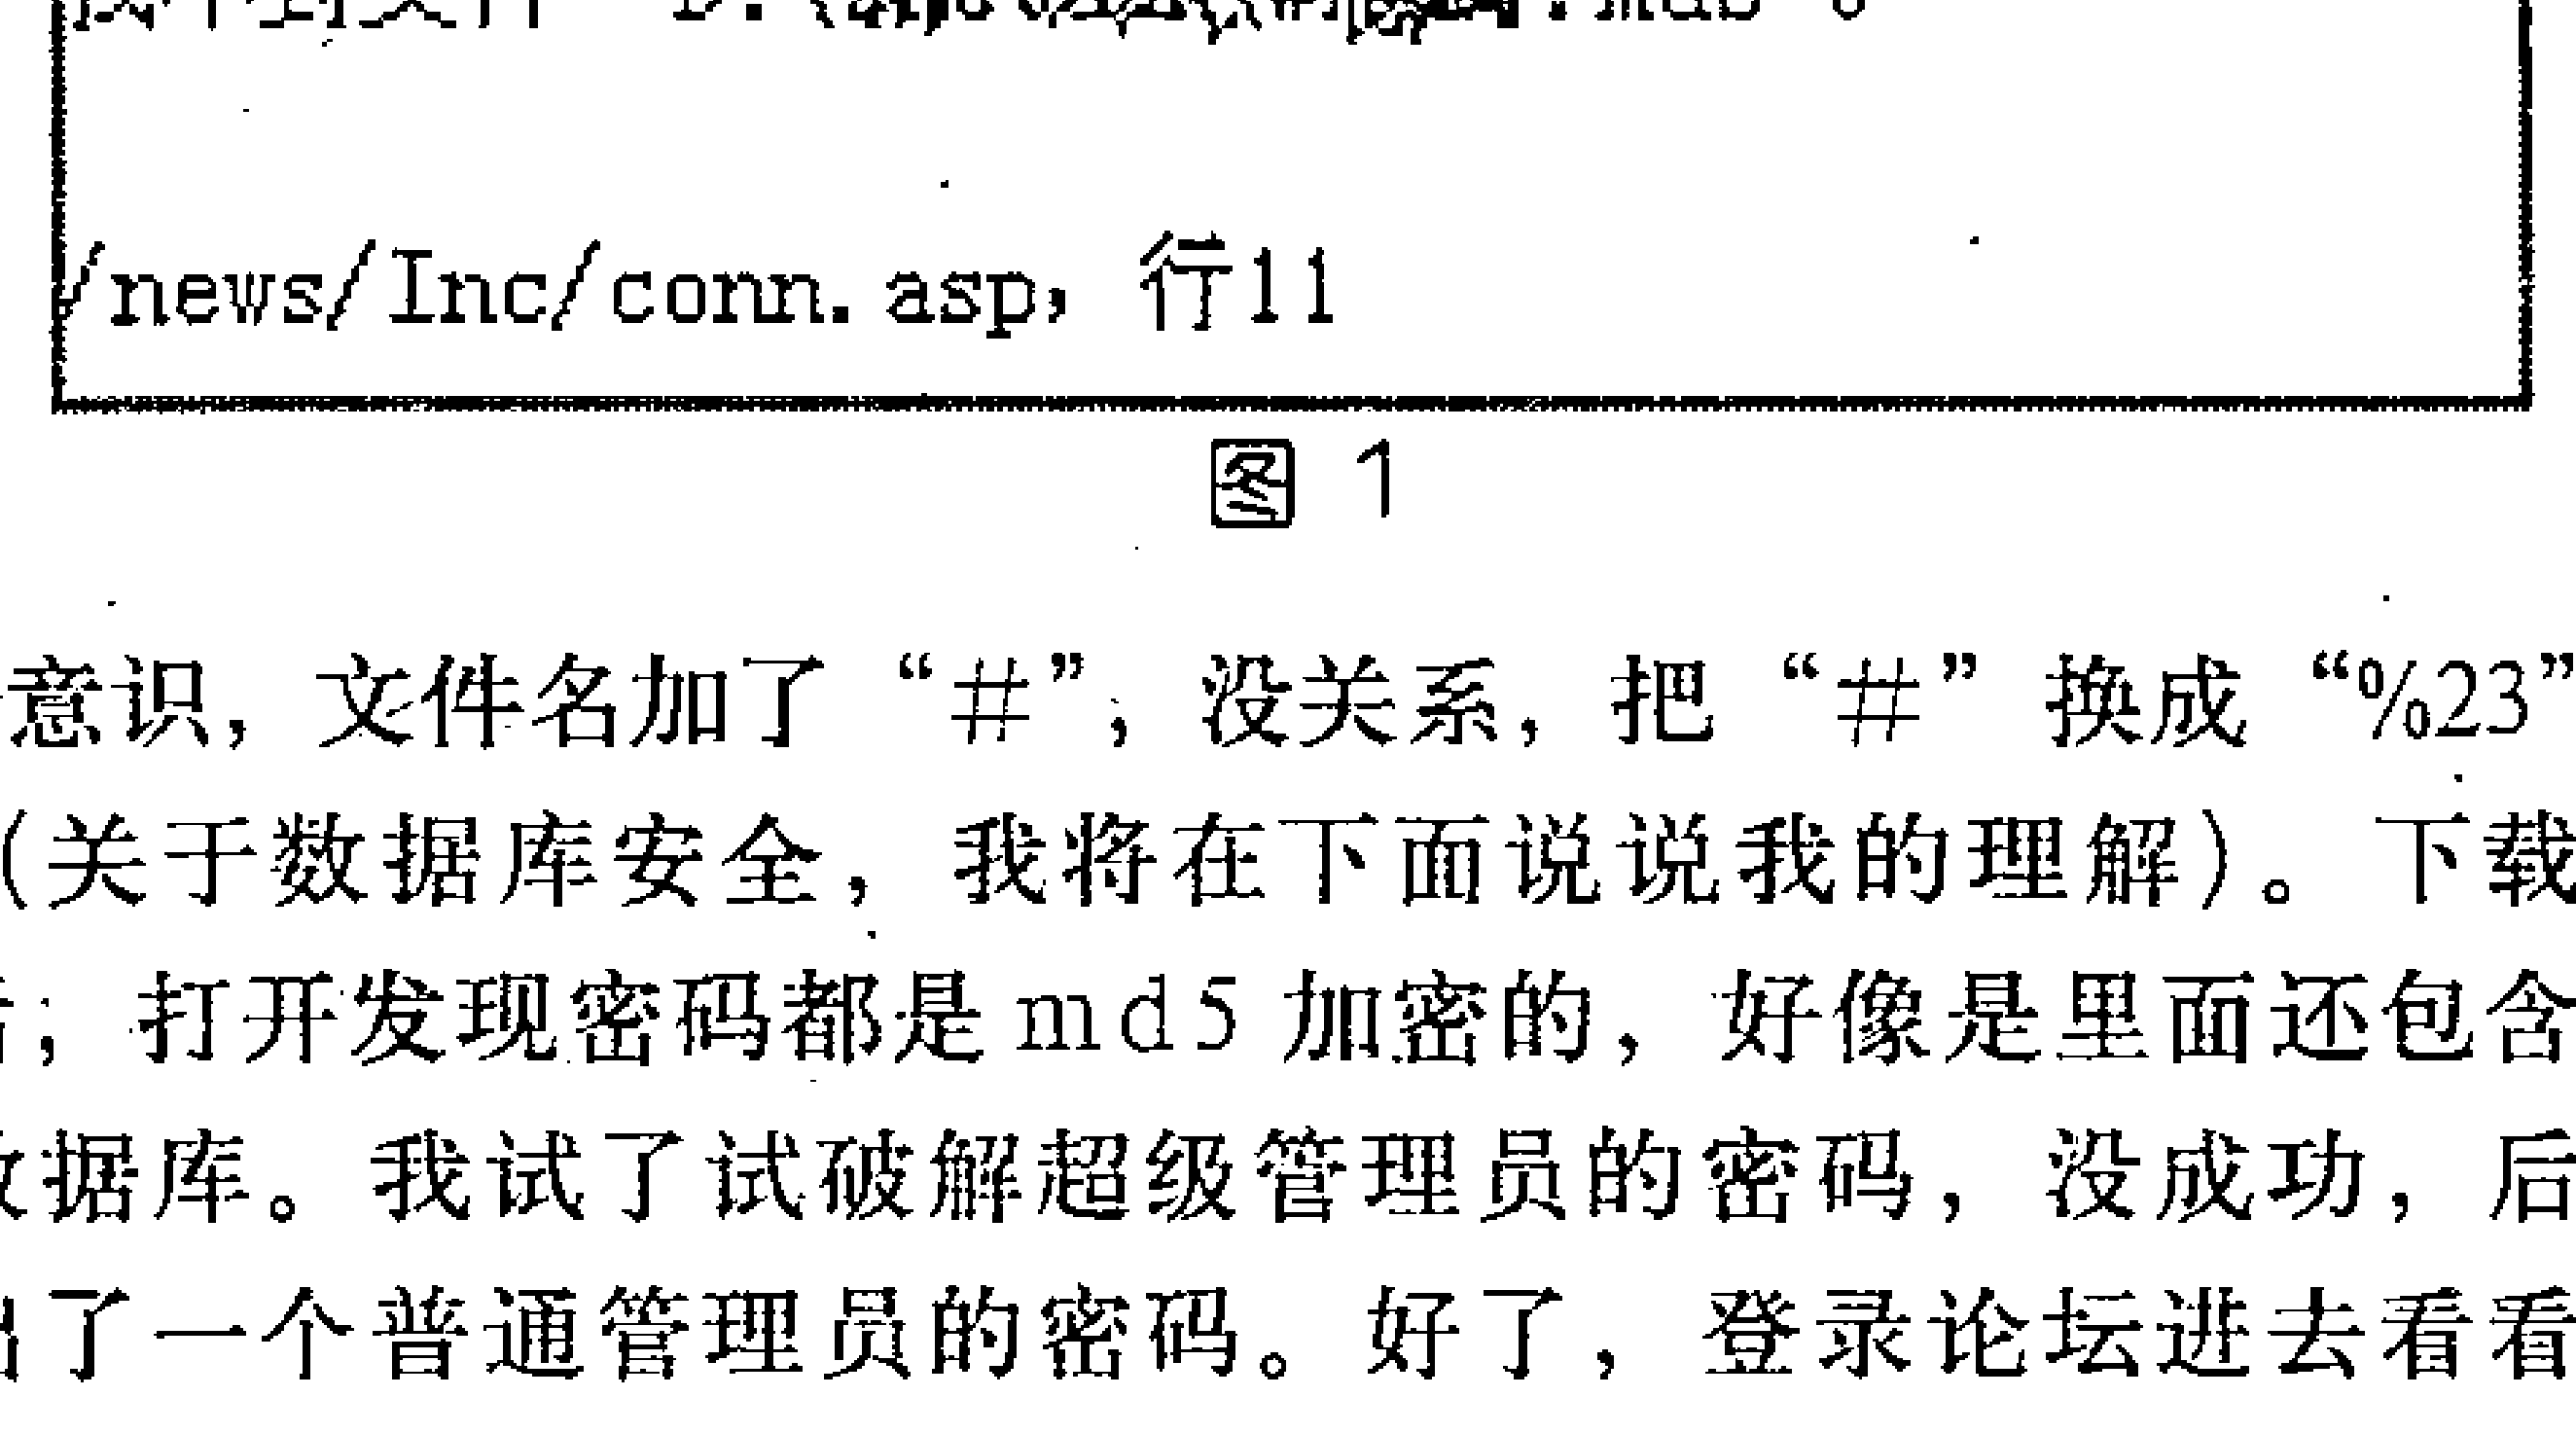 找不到文件
/news/Inc/conn.asp，行11
图 1
意识，文件名加了“#”，没关系，把“#”换成“%23”
（关于数据库安全，我将在下面说说我的理解）。下载
；打开发现密码都是md5加密的，好像是里面还包含
据库。我试了试破解超级管理员的密码，没成功，后
了一个普通管理员的密码。好了，登录论坛进去看看